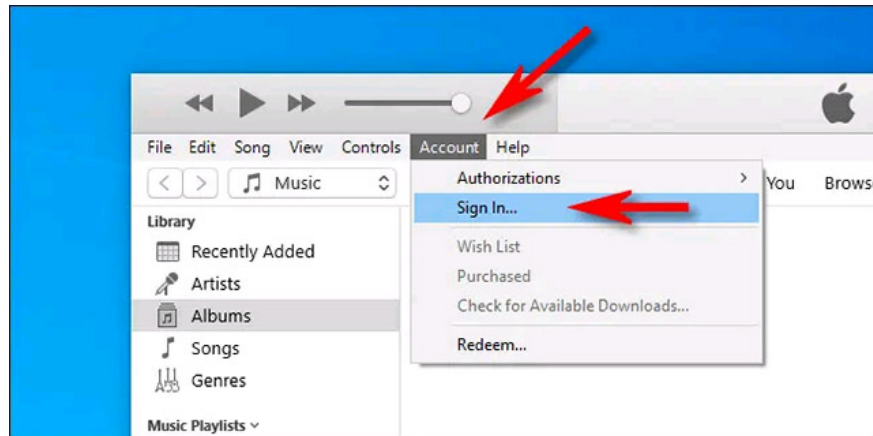 File Edit Song View Controls Account Help
Music
Authorizations
You Brows
Sign In...
Library
Recently Added
Wish List
Artists
Purchased
Albums
Check for Available Downloads...
Songs
Redeem...
Genres
Music Playlists